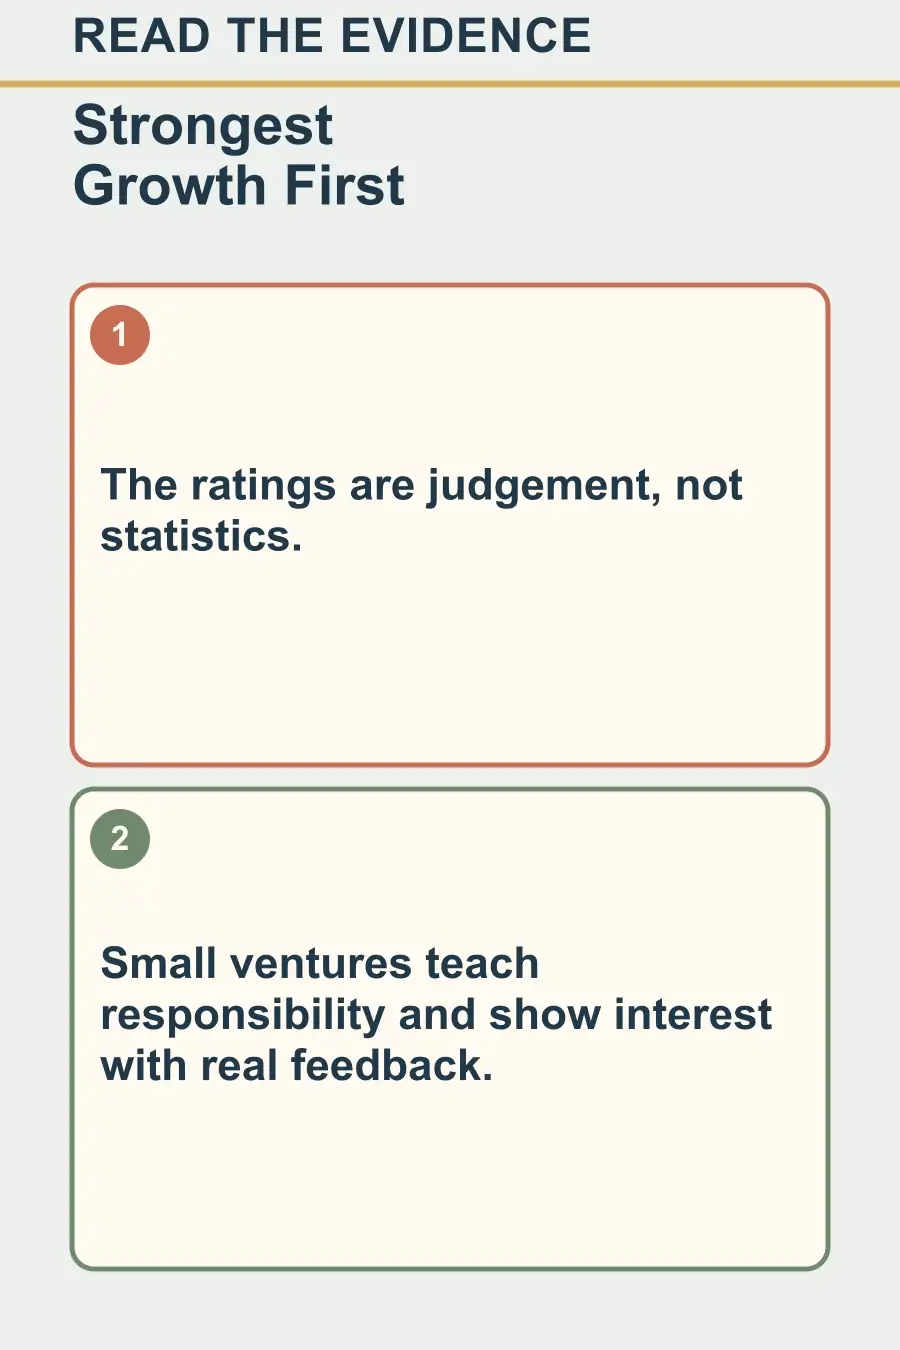 READ THE EVIDENCE
Strongest
Growth First
1
The ratings are judgement, not
statistics.
2
Small ventures teach
responsibility and show interest
with real feedback.